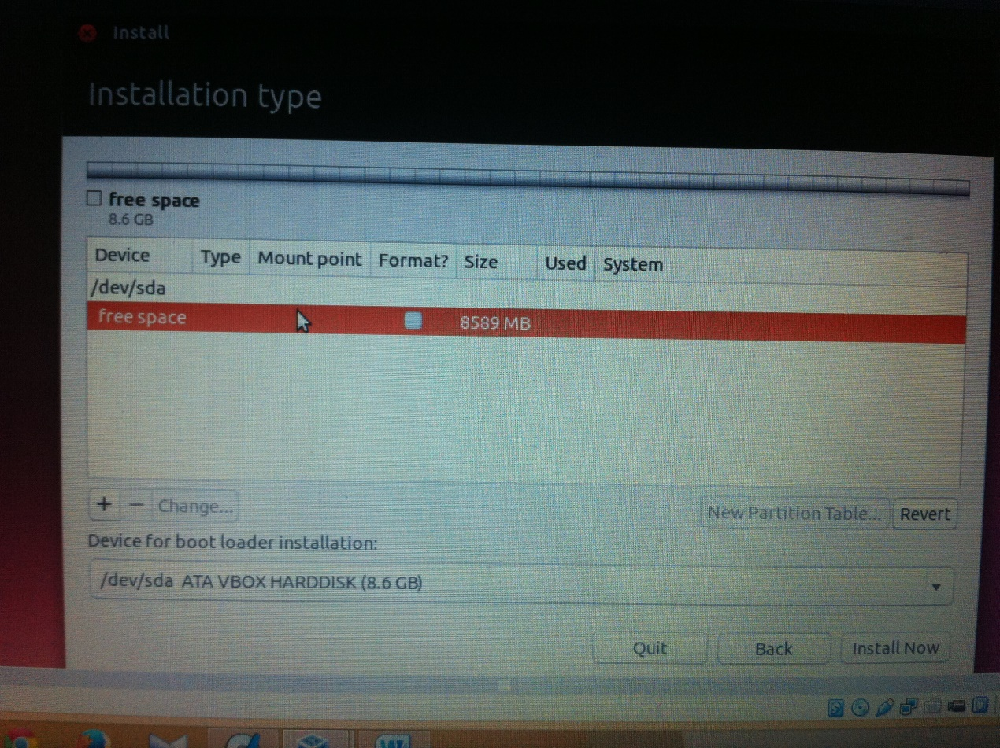 Install
Installation type
free space
8.6 GB
Device Type Mount point Format? Size Used System
/dev/sda
free space 8589 MB
+ − Change... New Partition Table... Revert
Device for boot loader installation:
/dev/sda ATA VBOX HARDDISK (8.6 GB)
Quit Back Install Now